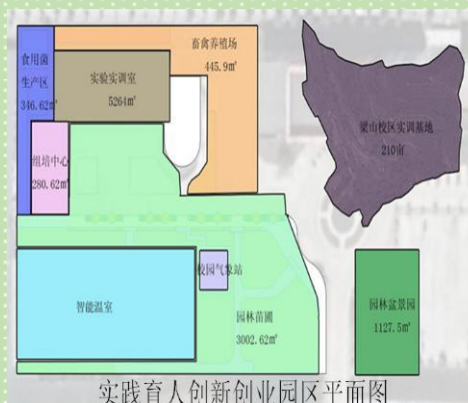 食用菌
生产区
346.62㎡
实验实训室
5264㎡
畜禽养殖场
445.9㎡
梁山校区实训基地
210亩
组培中心
280.62㎡
校园气象站
智能温室
园林苗圃
3002.62㎡
园林盆景园
1127.5㎡
实践育人创新创业园区平面图